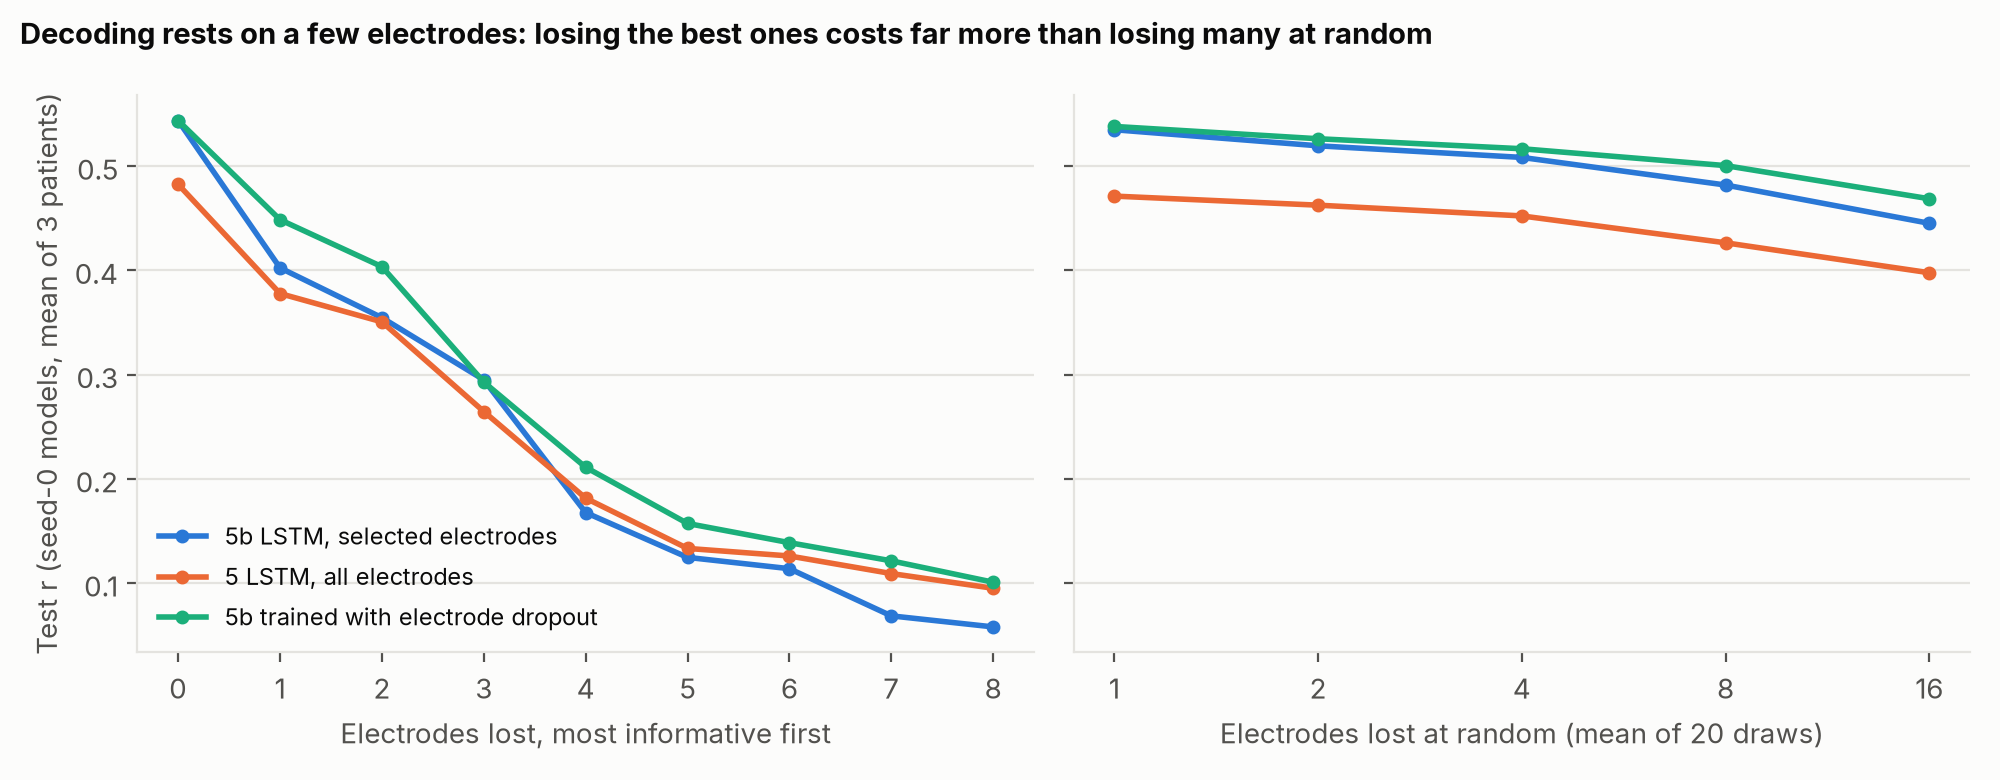 Decoding rests on a few electrodes: losing the best ones costs far more than losing many at random
Test r (seed-0 models, mean of 3 patients)
0.5
0.4
0.3
0.2
0.1
5b LSTM, selected electrodes
5 LSTM, all electrodes
5b trained with electrode dropout
0 1 2 3 4 5 6 7 8
Electrodes lost, most informative first
1 2 4 8 16
Electrodes lost at random (mean of 20 draws)